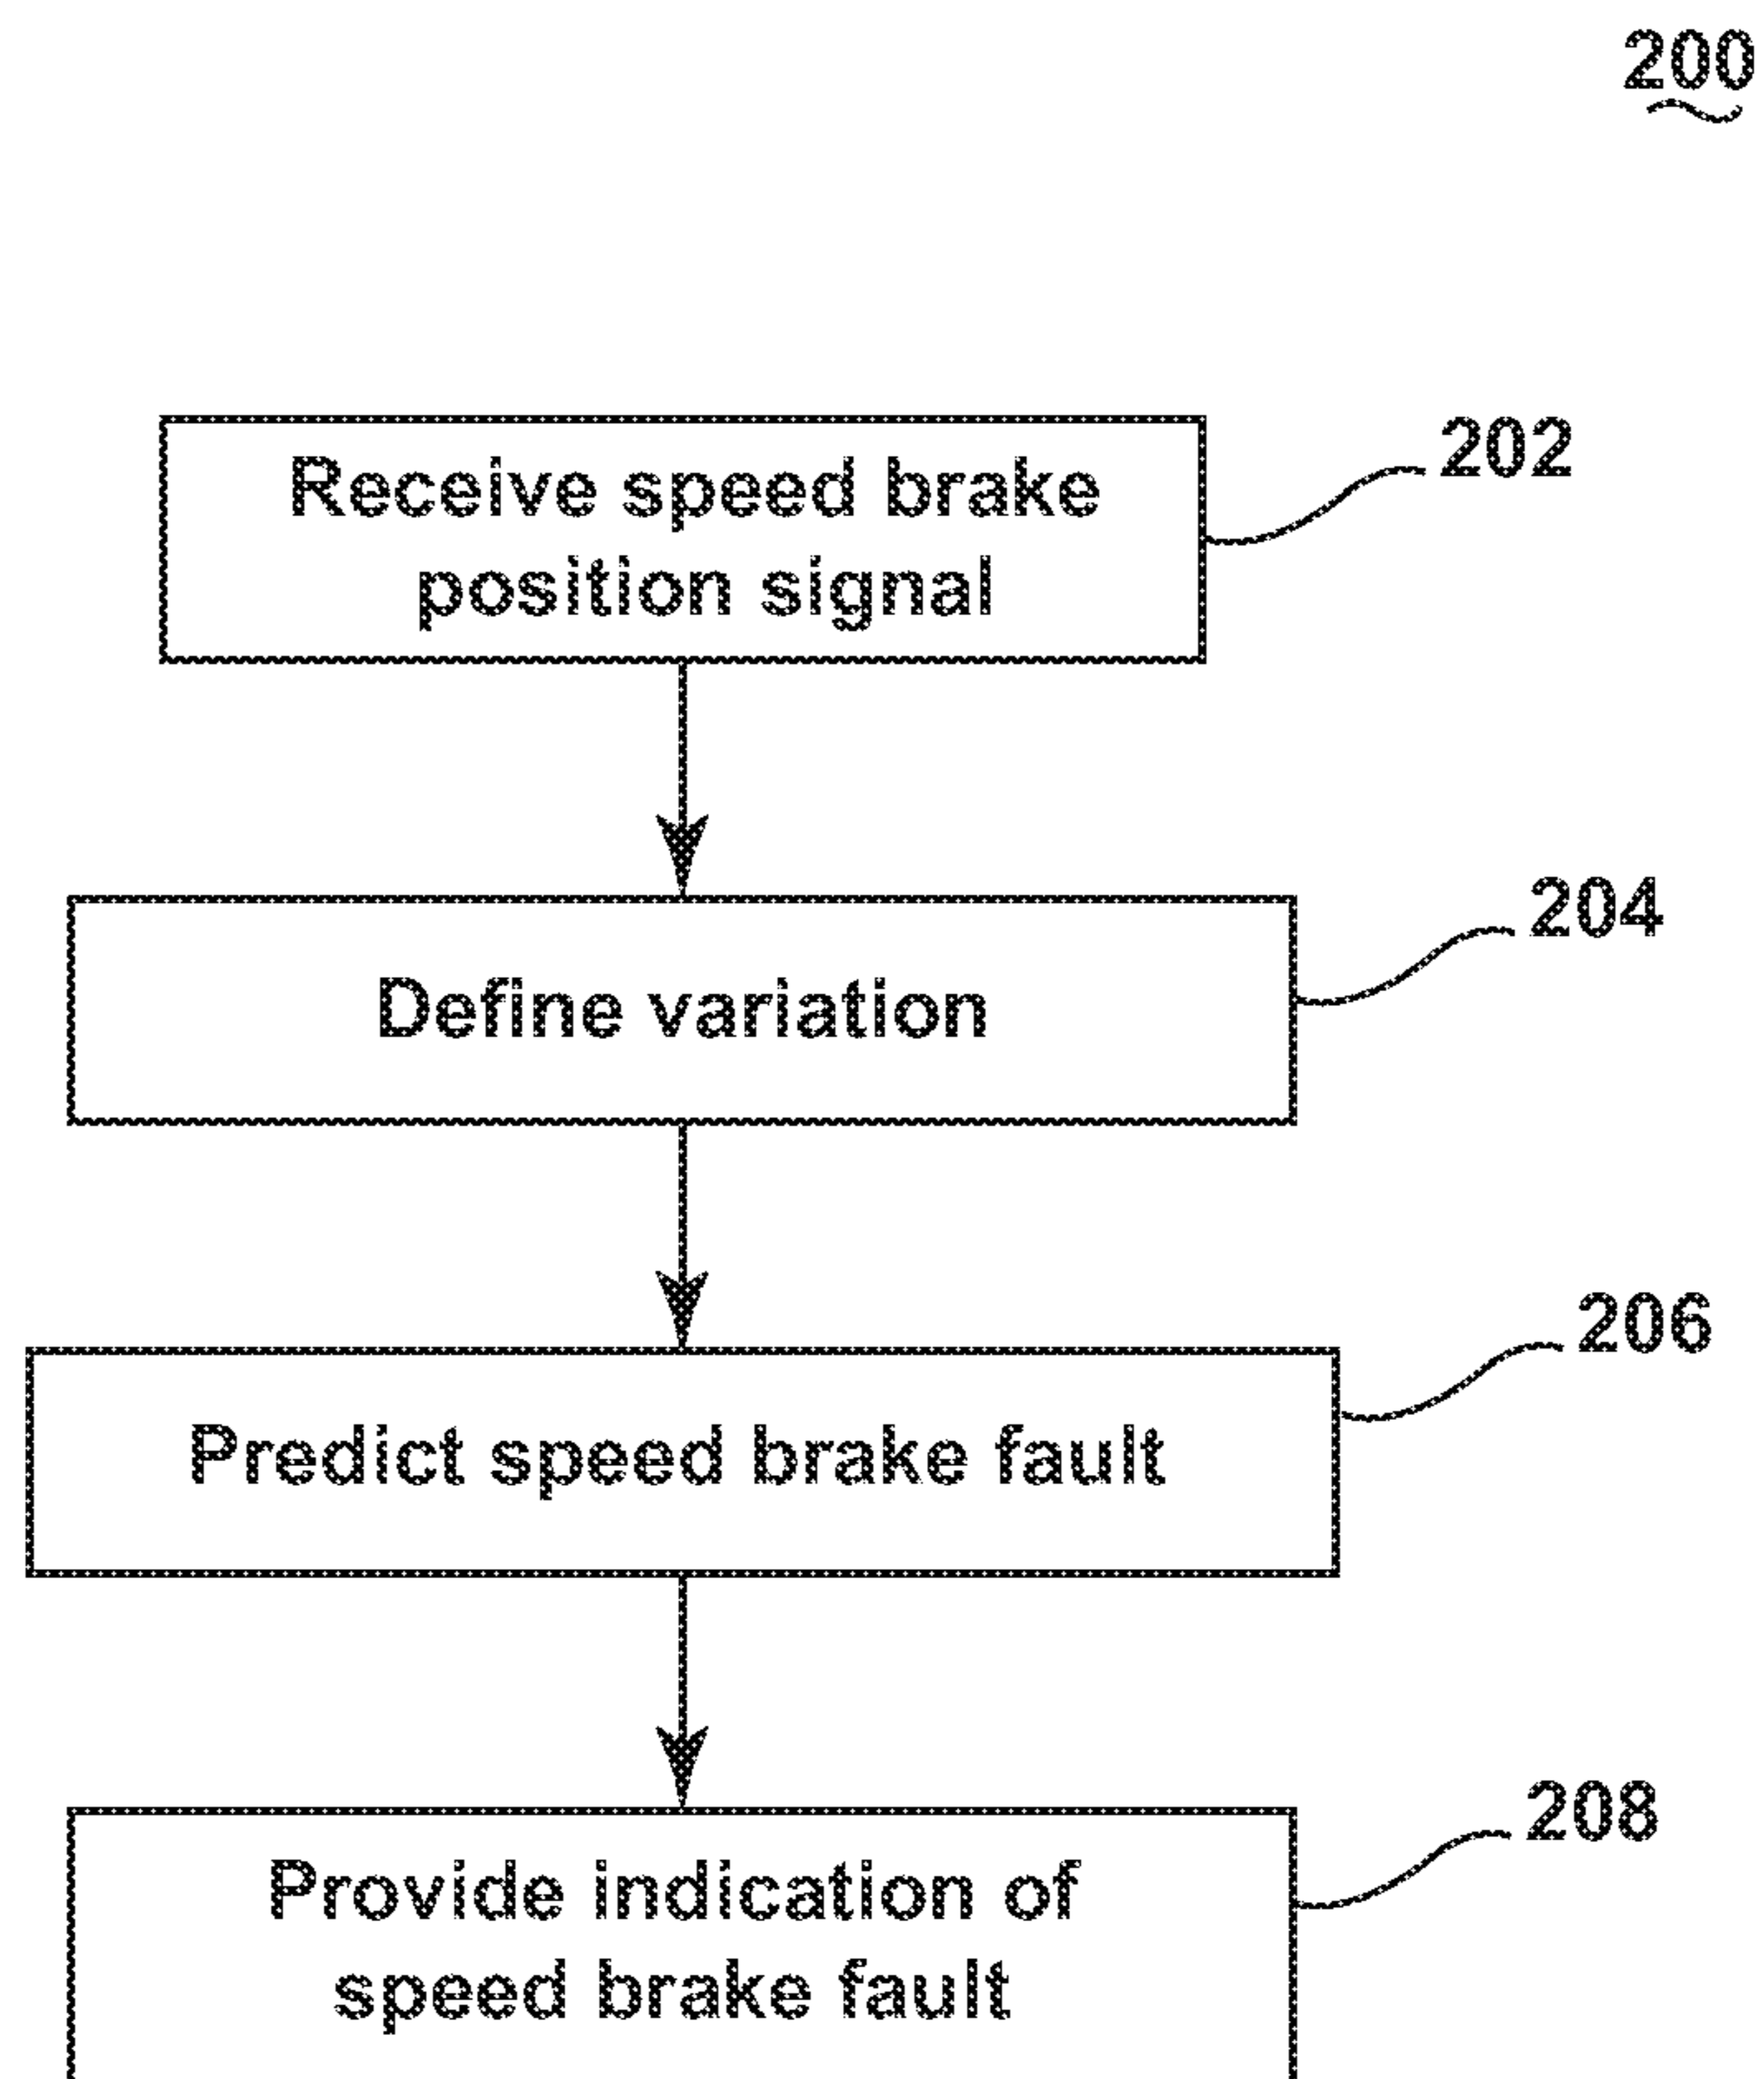 200
Receive speed brake
position signal
202
Define variation
204
Predict speed brake fault
206
Provide indication of
speed brake fault
208